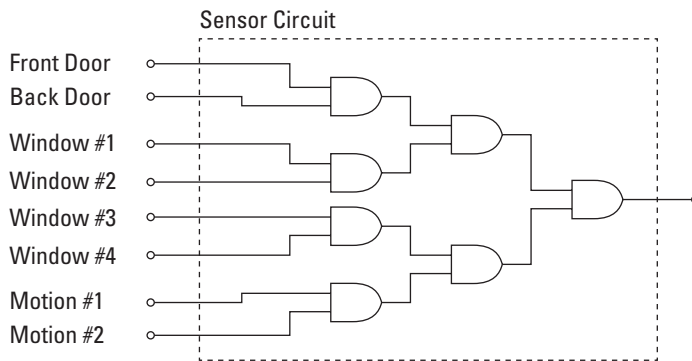 Sensor Circuit
Front Door
Back Door
Window #1
Window #2
Window #3
Window #4
Motion #1
Motion #2